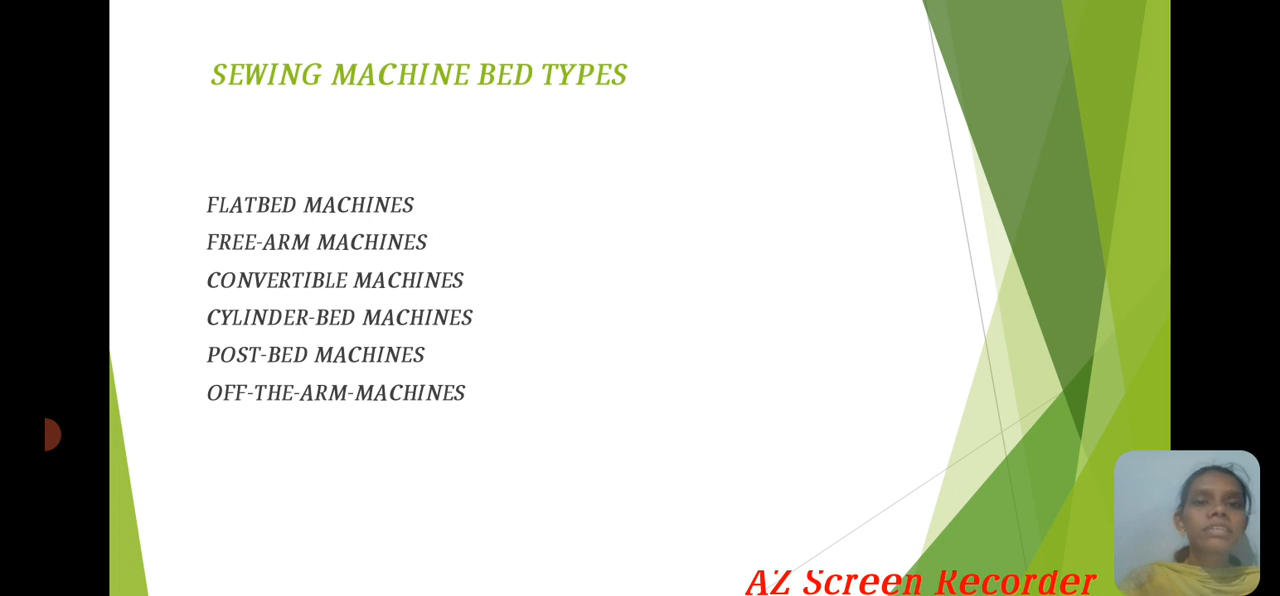 SEWING MACHINE BED TYPES
FLATBED MACHINES
FREE-ARM MACHINES
CONVERTIBLE MACHINES
CYLINDER-BED MACHINES
POST-BED MACHINES
OFF-THE-ARM-MACHINES
AZ Screen Recorder